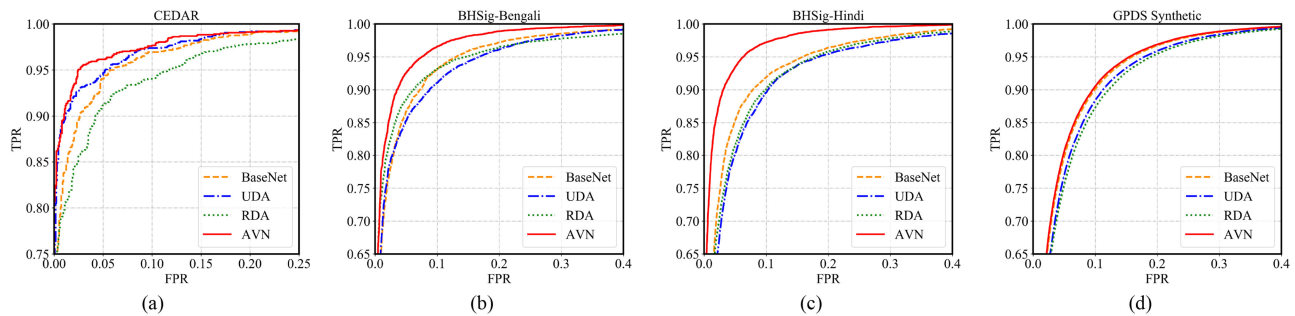 CEDAR
1.00
0.95
0.90
0.85
0.80
0.75
TPR
0.00 0.05 0.10 0.15 0.20 0.25
FPR
BaseNet
UDA
RDA
AVN
(a)
BHSig-Bengali
1.00
0.95
0.90
0.85
0.80
0.75
0.70
0.65
TPR
0.0 0.1 0.2 0.3 0.4
FPR
BaseNet
UDA
RDA
AVN
(b)
BHSig-Hindi
1.00
0.95
0.90
0.85
0.80
0.75
0.70
0.65
TPR
0.0 0.1 0.2 0.3 0.4
FPR
BaseNet
UDA
RDA
AVN
(c)
GPDS Synthetic
1.00
0.95
0.90
0.85
0.80
0.75
0.70
0.65
TPR
0.0 0.1 0.2 0.3 0.4
FPR
BaseNet
UDA
RDA
AVN
(d)